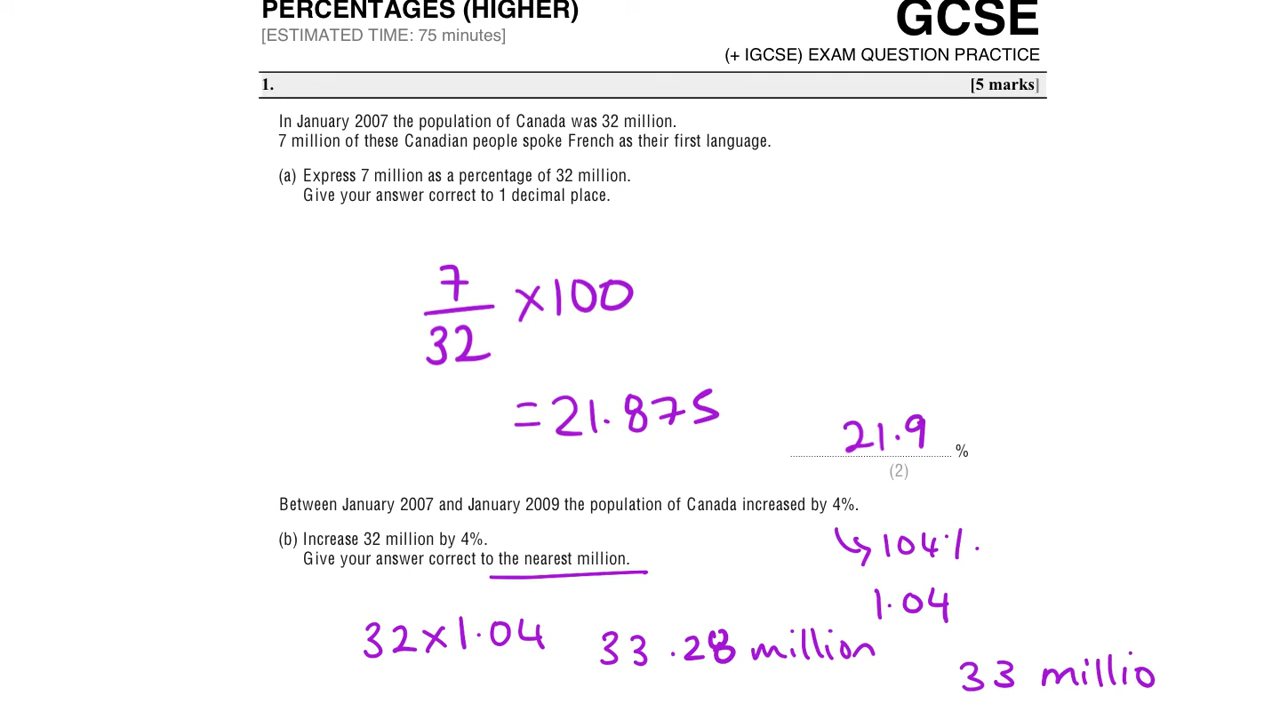 PERCENTAGES (HIGHER)
[ESTIMATED TIME: 75 minutes]
GCSE
(+ IGCSE) EXAM QUESTION PRACTICE
1. [5 marks]
In January 2007 the population of Canada was 32 million.
7 million of these Canadian people spoke French as their first language.
(a) Express 7 million as a percentage of 32 million.
Give your answer correct to 1 decimal place.
7
32
×100
=21.875
21.9
%
(2)
Between January 2007 and January 2009 the population of Canada increased by 4%.
(b) Increase 32 million by 4%.
Give your answer correct to the nearest million.
↳104%.
1.04
32×1.04
33.28 million
33 millio